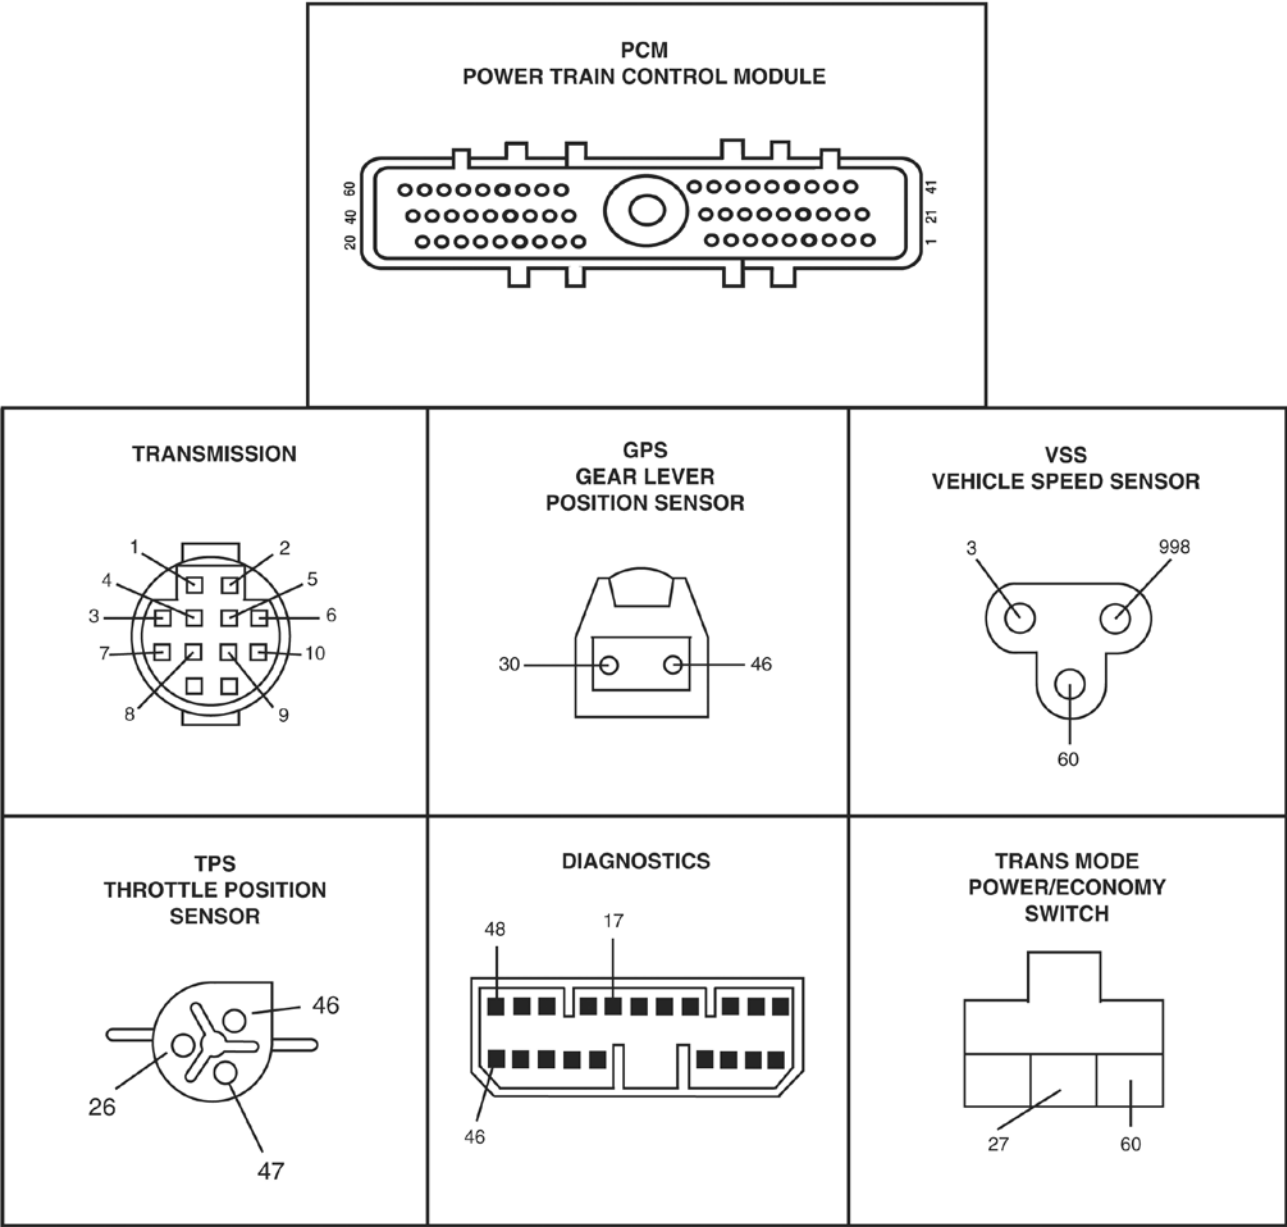 PCM
POWER TRAIN CONTROL MODULE
60
41
40
21
20
1
TRANSMISSION
1
2
4
5
3
6
7
10
8
9
GPS
GEAR LEVER
POSITION SENSOR
30
46
VSS
VEHICLE SPEED SENSOR
3
998
60
TPS
THROTTLE POSITION
SENSOR
46
26
47
DIAGNOSTICS
48
17
46
TRANS MODE
POWER/ECONOMY
SWITCH
27
60